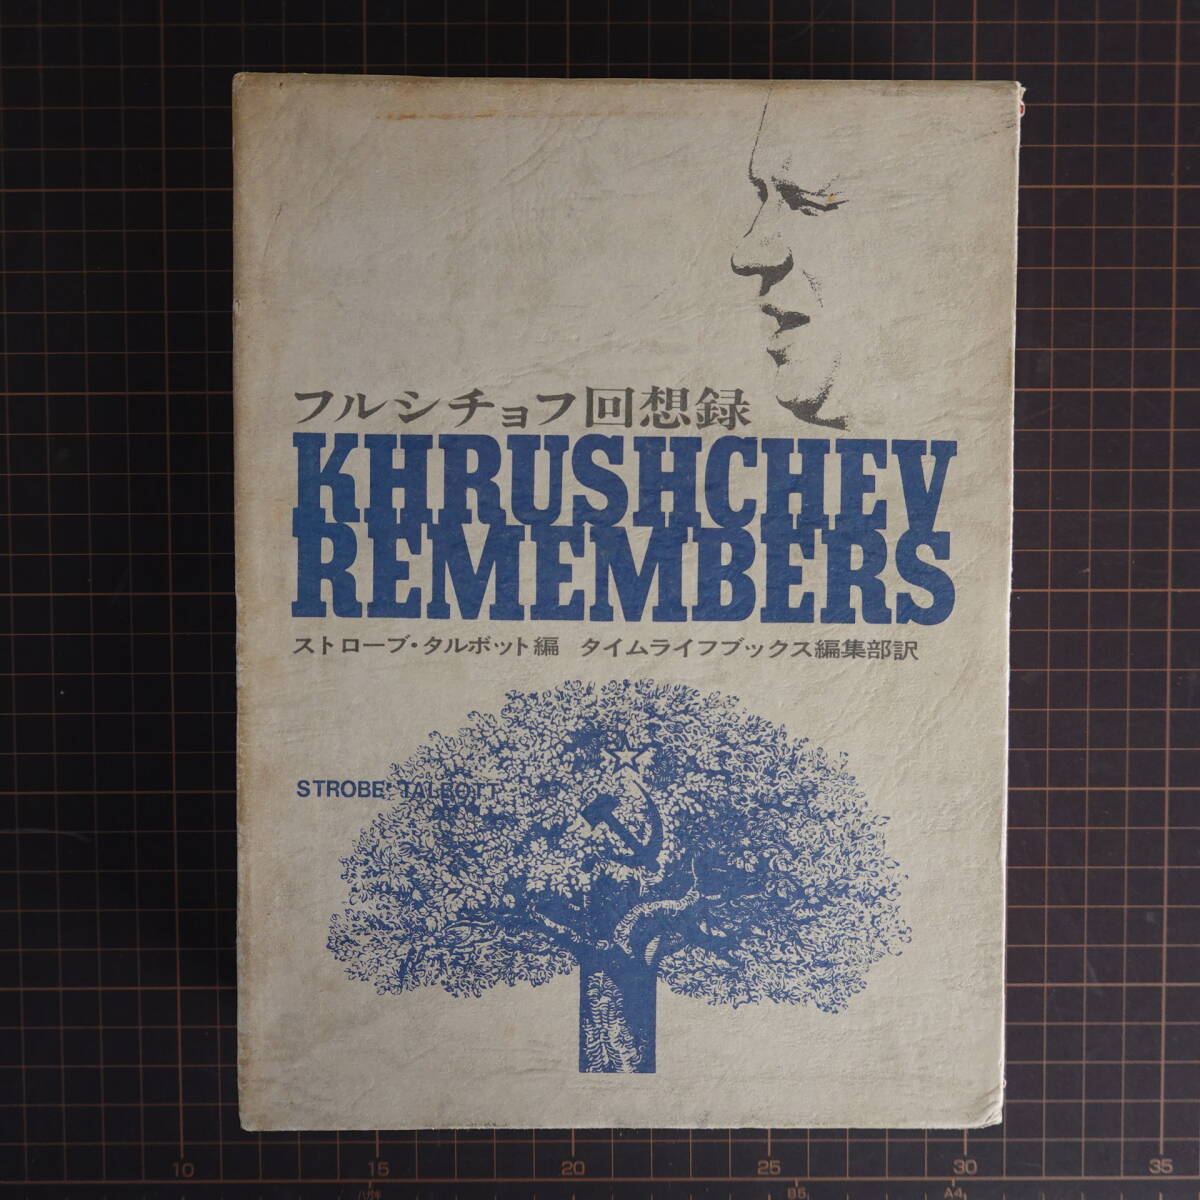 フルシチョフ回想録
KHRUSHCHEV
REMEMBERS
ストローブ・タルボット編 タイムライフブックス編集部訳
STROBE TALBOTT
10 15 20 25 30 35
B5 A4